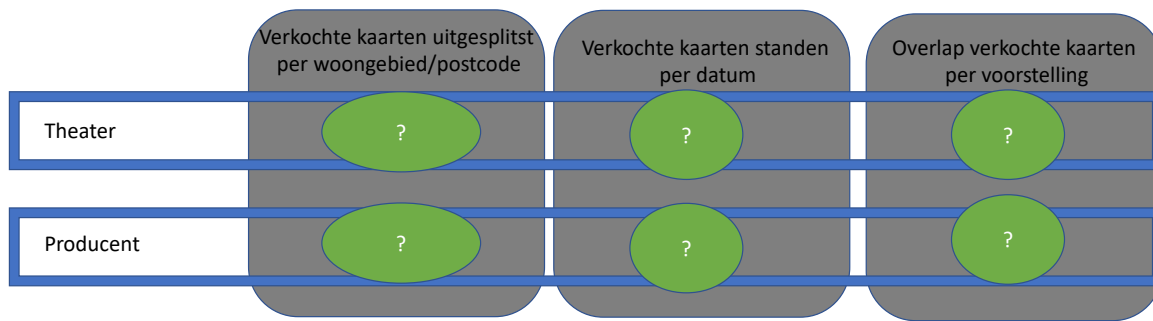 Verkochte kaarten uitgesplitst
per woongebied/postcode
Verkochte kaarten standen
per datum
Overlap verkochte kaarten
per voorstelling
Theater
?
?
?
Producent
?
?
?